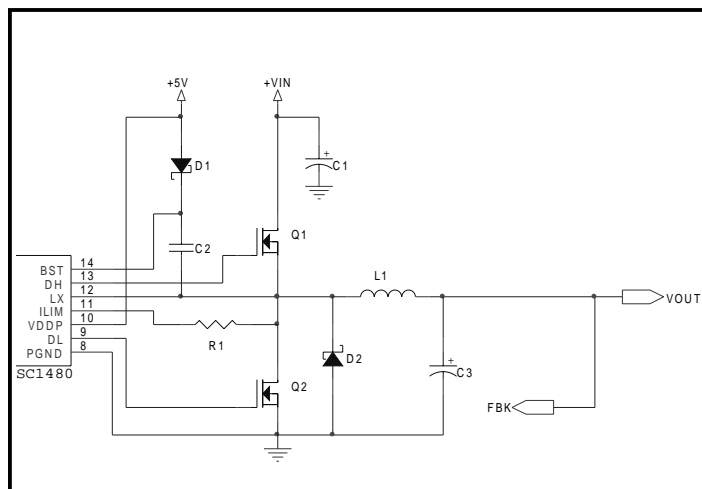 +5V
+VIN
D1
+
C1
Q1
C2
BST 14
DH 13
LX 12
ILIM 11
VDDP 10
DL 9
PGND 8
SC1480
R1
L1
VOUT
D2
Q2
+
C3
FBK